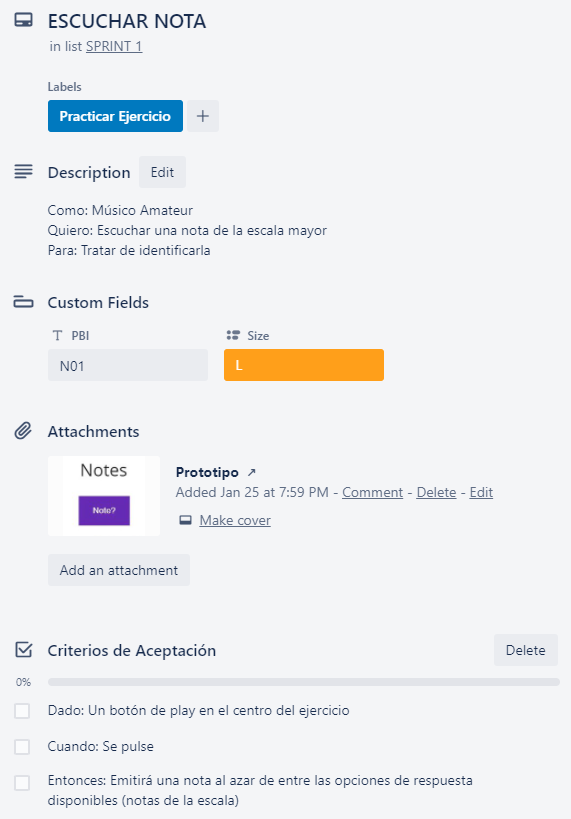 ESCUCHAR NOTA
in list SPRINT 1
Labels
Practicar Ejercicio +
Description Edit
Como: Músico Amateur
Quiero: Escuchar una nota de la escala mayor
Para: Tratar de identificarla
Custom Fields
T PBI Size
N01 L
Attachments
Notes
Note?
Prototipo ↗
Added Jan 25 at 7:59 PM - Comment - Delete - Edit
Make cover
Add an attachment
Criterios de Aceptación Delete
0%
Dado: Un botón de play en el centro del ejercicio
Cuando: Se pulse
Entonces: Emitirá una nota al azar de entre las opciones de respuesta
disponibles (notas de la escala)